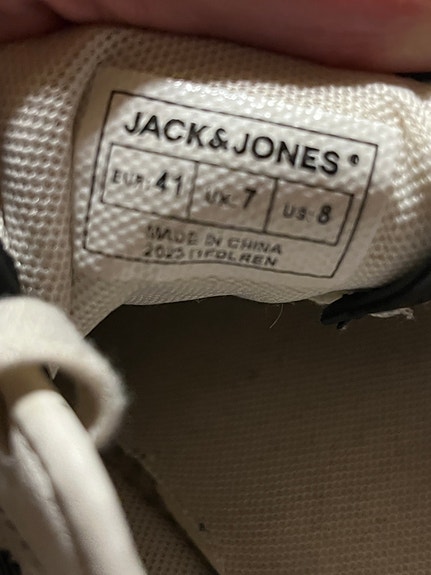 JACK&JONES®
EUR: 41 UK: 7 US: 8
MADE IN CHINA